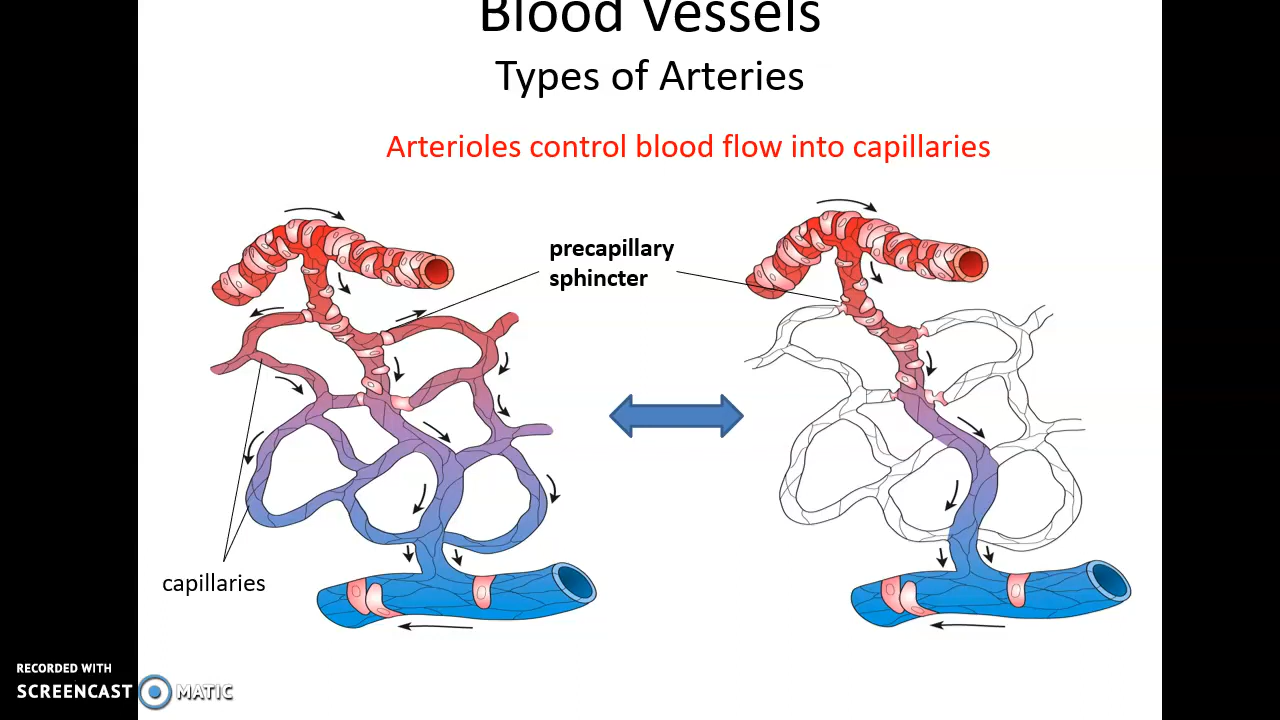 Blood Vessels
Types of Arteries
Arterioles control blood flow into capillaries
precapillary
sphincter
capillaries
RECORDED WITH
SCREENCAST MATIC